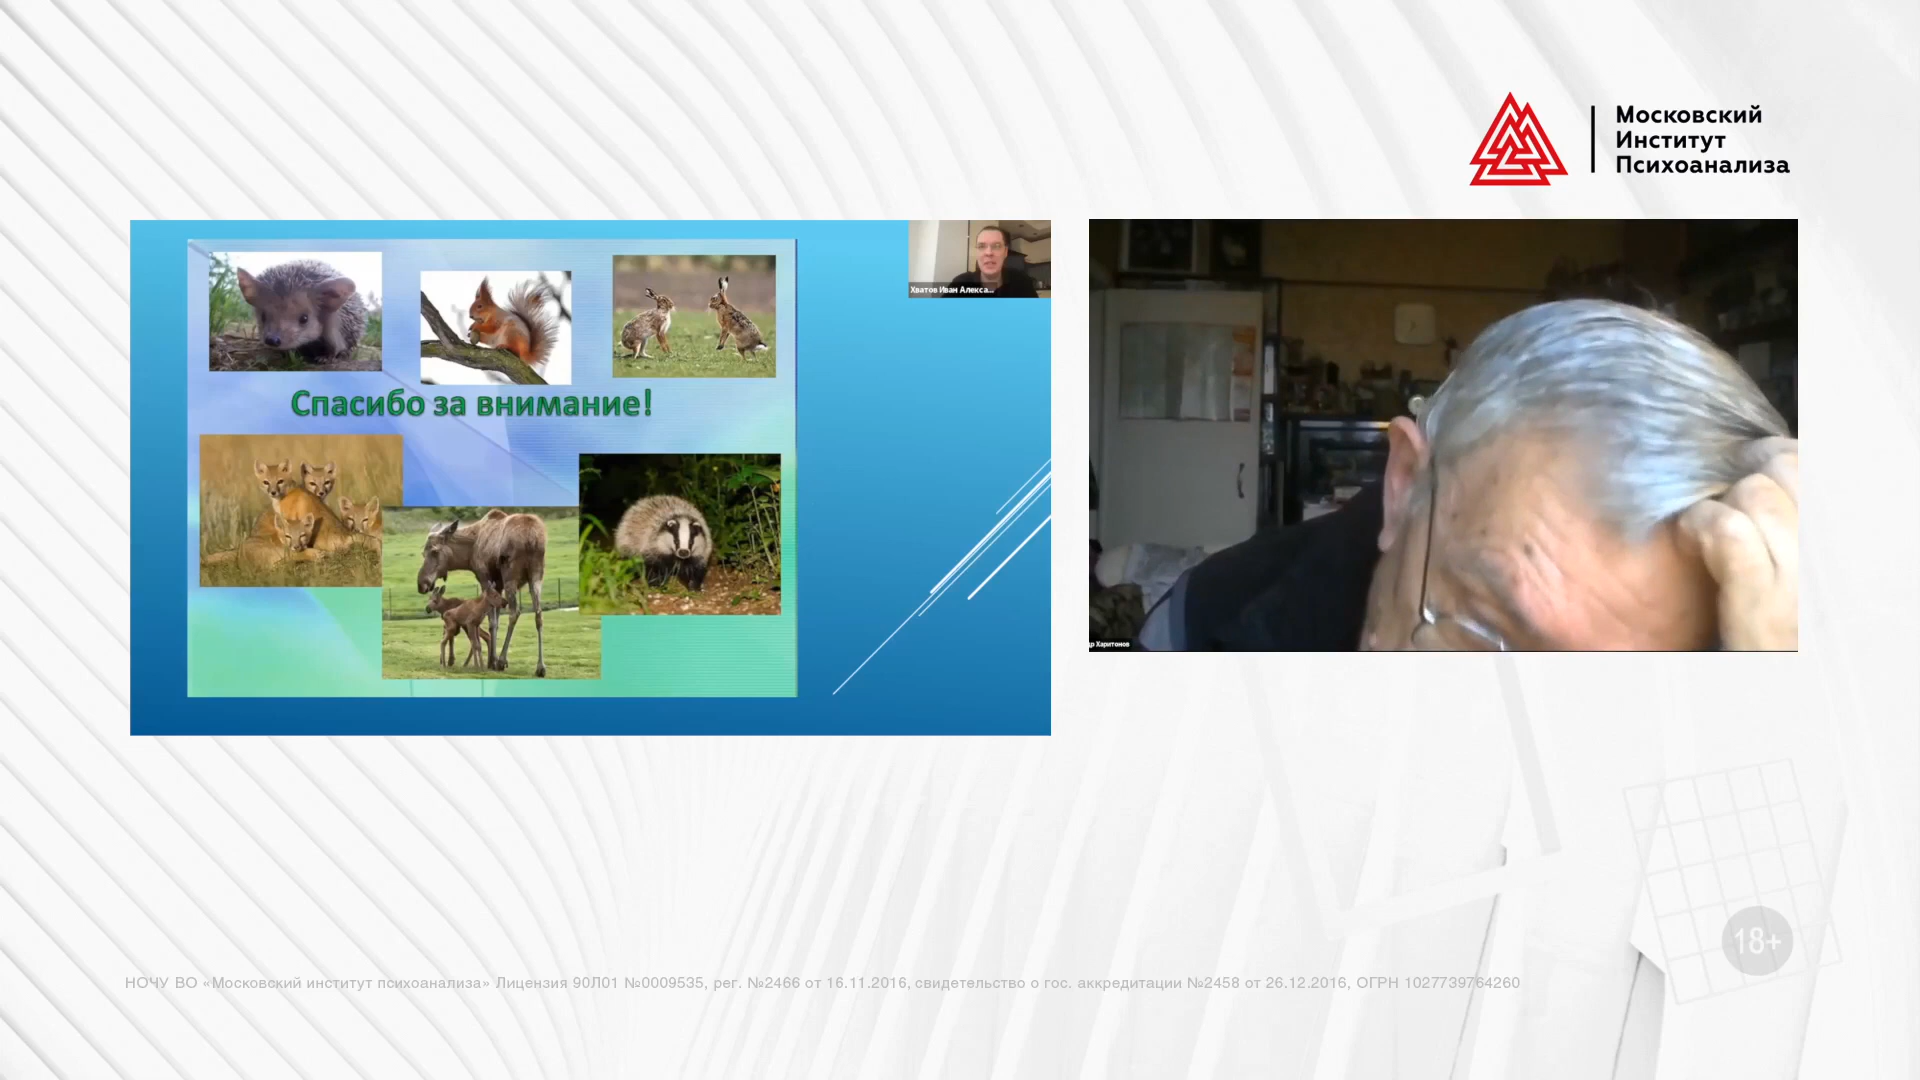 Московский
Институт
Психоанализа
Хватов Иван Алекса...
Спасибо за внимание!
др Харитонов
18+
НОЧУ ВО «Московский институт психоанализа» Лицензия 90Л01 №0009535, рег. №2466 от 16.11.2016, свидетельство о гос. аккредитации №2458 от 26.12.2016, ОГРН 1027739764260